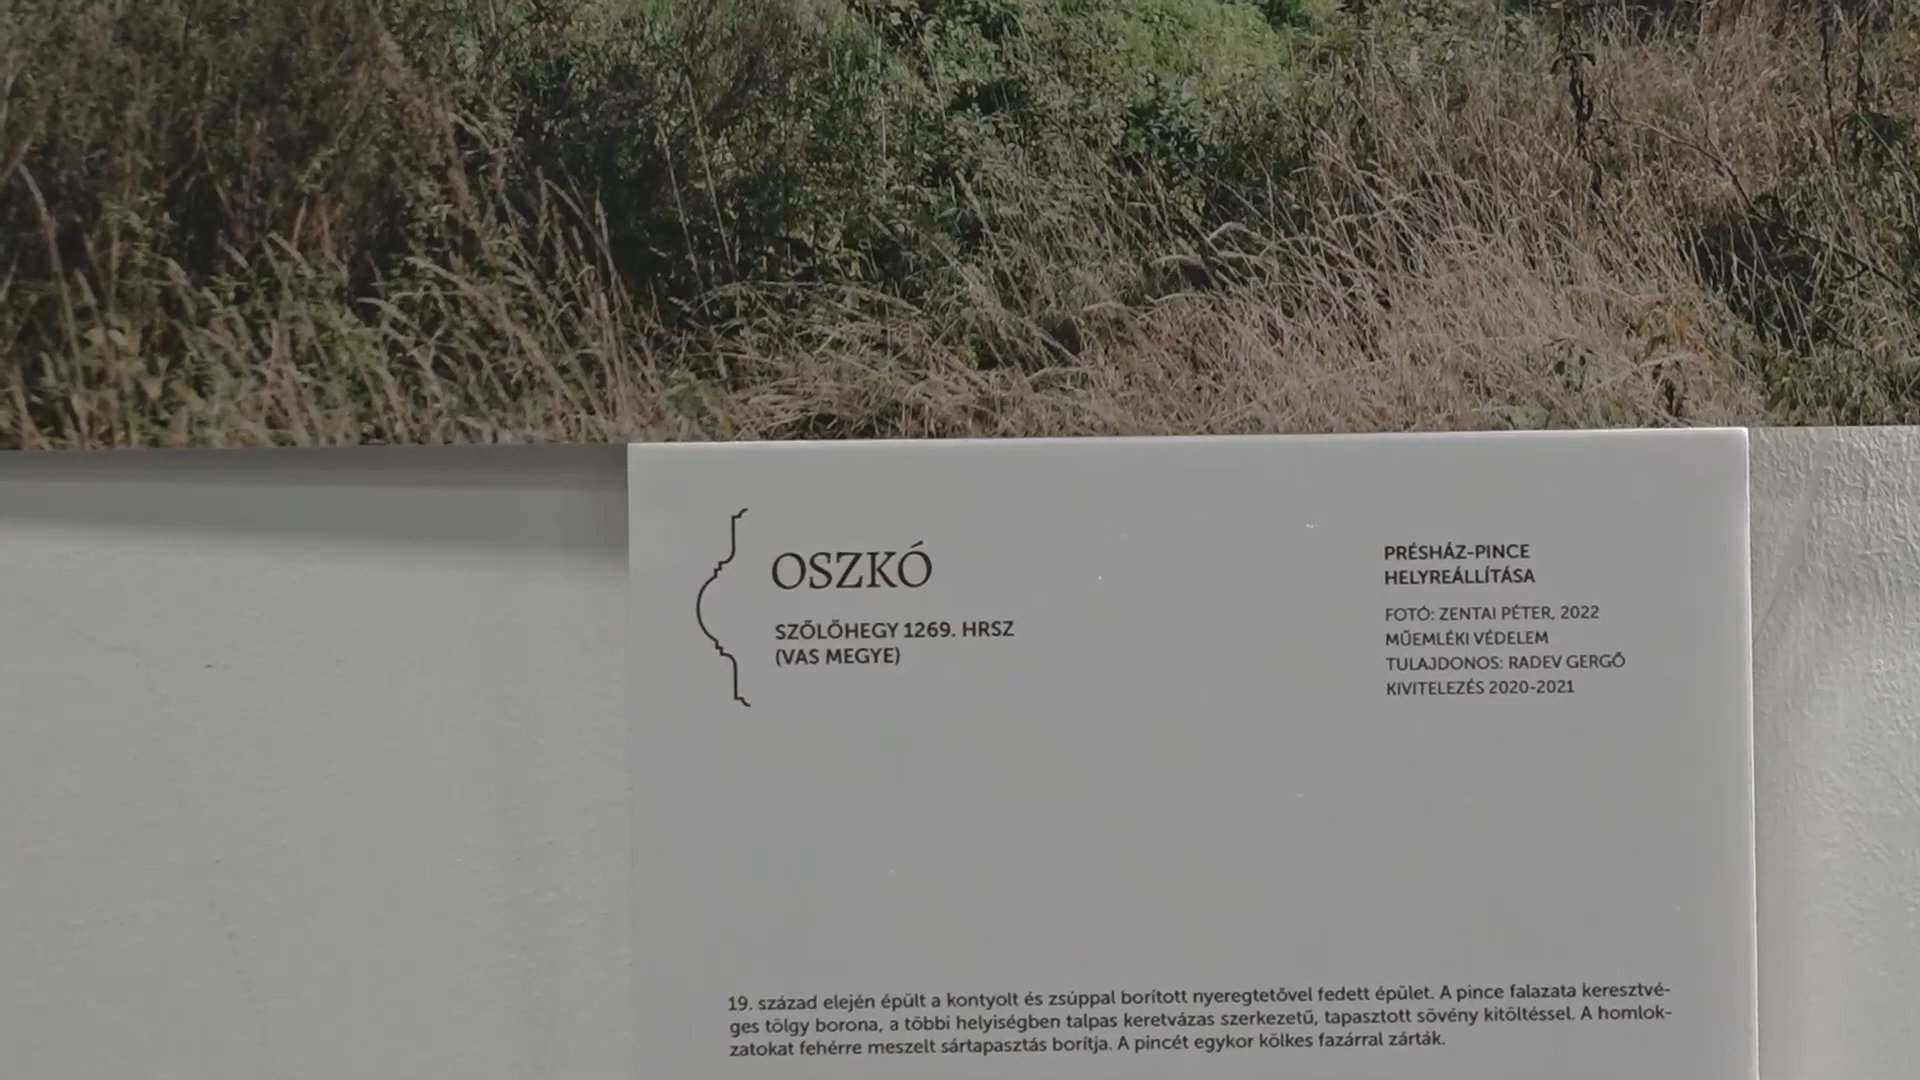 OSZKÓ
SZŐLŐHEGY 1269. HRSZ
(VAS MEGYE)
PRÉSHÁZ-PINCE
HELYREÁLLÍTÁSA
FOTÓ: ZENTAI PÉTER, 2022
MŰEMLÉKI VÉDELEM
TULAJDONOS: RADEV GERGŐ
KIVITELEZÉS 2020-2021
19. század elején épült a kontyolt és zsúppal borított nyeregtetővel fedett épület. A pince falazata keresztvé-
ges tölgy borona, a többi helyiségben talpas keretvázas szerkezetű, tapasztott sövény kitöltéssel. A homlok-
zatokat fehérre meszelt sártapasztás borítja. A pincét egykor kölkes fazárral zárták.